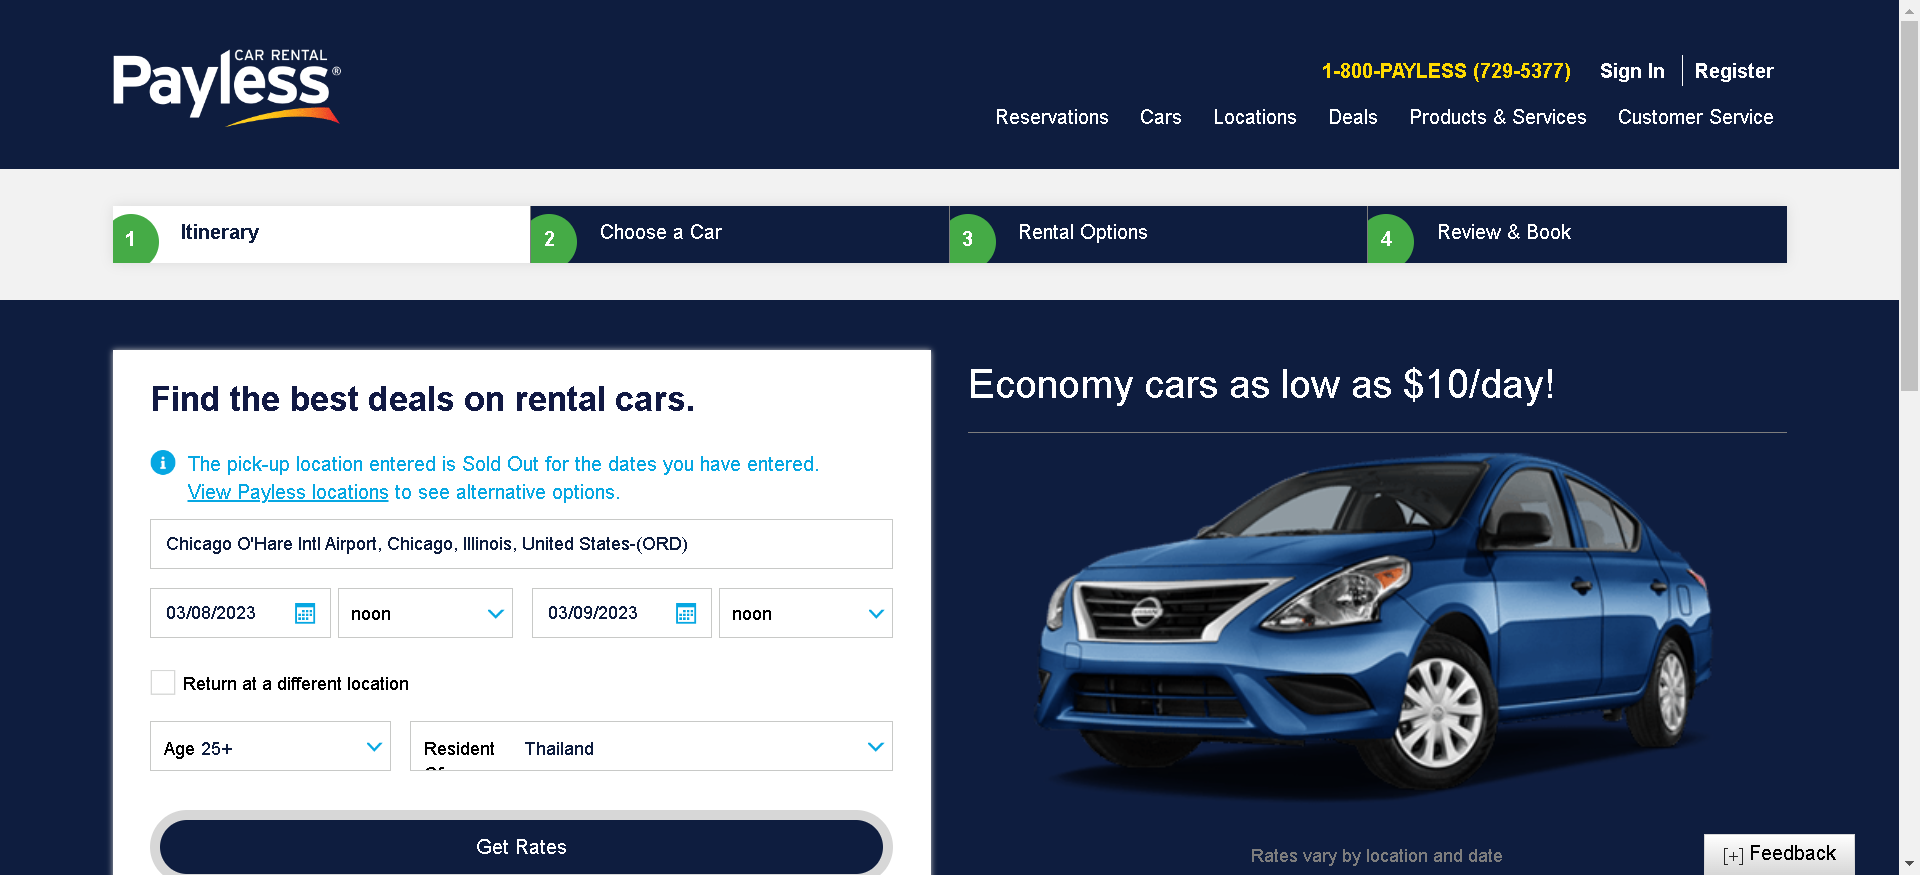 CAR RENTAL
Payless®
1-800-PAYLESS (729-5377)
Sign In
Register
Reservations
Cars
Locations
Deals
Products & Services
Customer Service
1 Itinerary
2 Choose a Car
3 Rental Options
4 Review & Book
Find the best deals on rental cars.
The pick-up location entered is Sold Out for the dates you have entered.
View Payless locations to see alternative options.
Chicago O'Hare Intl Airport, Chicago, Illinois, United States-(ORD)
03/08/2023
noon
03/09/2023
noon
Return at a different location
Age 25+
Resident
Thailand
Get Rates
Economy cars as low as $10/day!
Rates vary by location and date
[+] Feedback